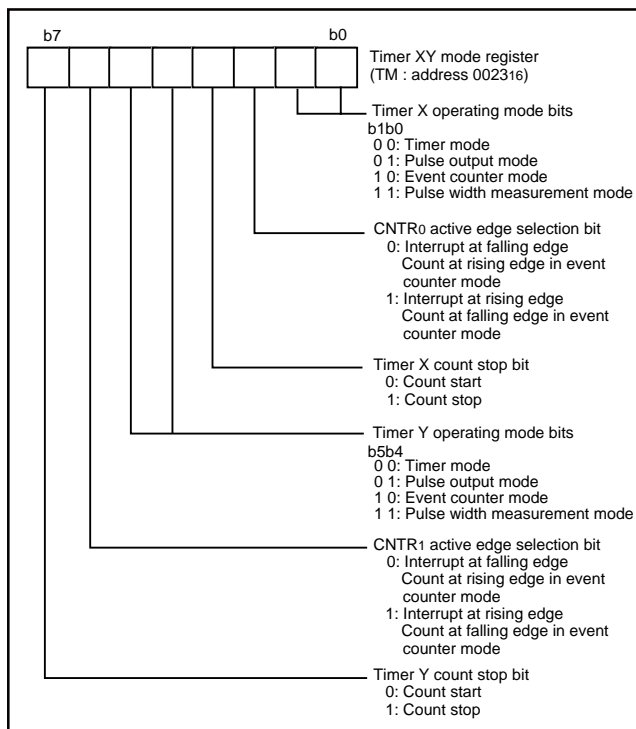 b7 b0
Timer XY mode register
(TM : address 002316)
Timer X operating mode bits
b1b0
0 0: Timer mode
0 1: Pulse output mode
1 0: Event counter mode
1 1: Pulse width measurement mode
CNTR0 active edge selection bit
0: Interrupt at falling edge
Count at rising edge in event
counter mode
1: Interrupt at rising edge
Count at falling edge in event
counter mode
Timer X count stop bit
0: Count start
1: Count stop
Timer Y operating mode bits
b5b4
0 0: Timer mode
0 1: Pulse output mode
1 0: Event counter mode
1 1: Pulse width measurement mode
CNTR1 active edge selection bit
0: Interrupt at falling edge
Count at rising edge in event
counter mode
1: Interrupt at rising edge
Count at falling edge in event
counter mode
Timer Y count stop bit
0: Count start
1: Count stop